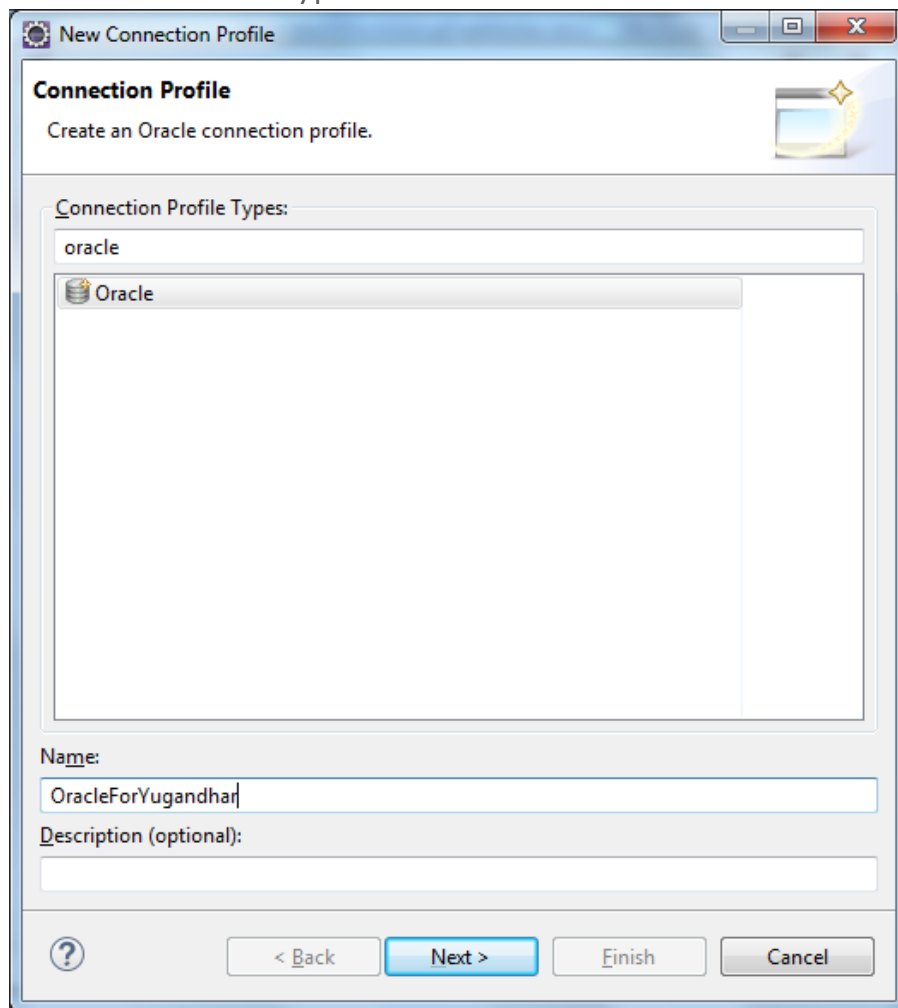 New Connection Profile
Connection Profile
Create an Oracle connection profile.
Connection Profile Types:
oracle
Oracle
Name:
OracleForYugandhar
Description (optional):
?
< Back Next > Finish Cancel